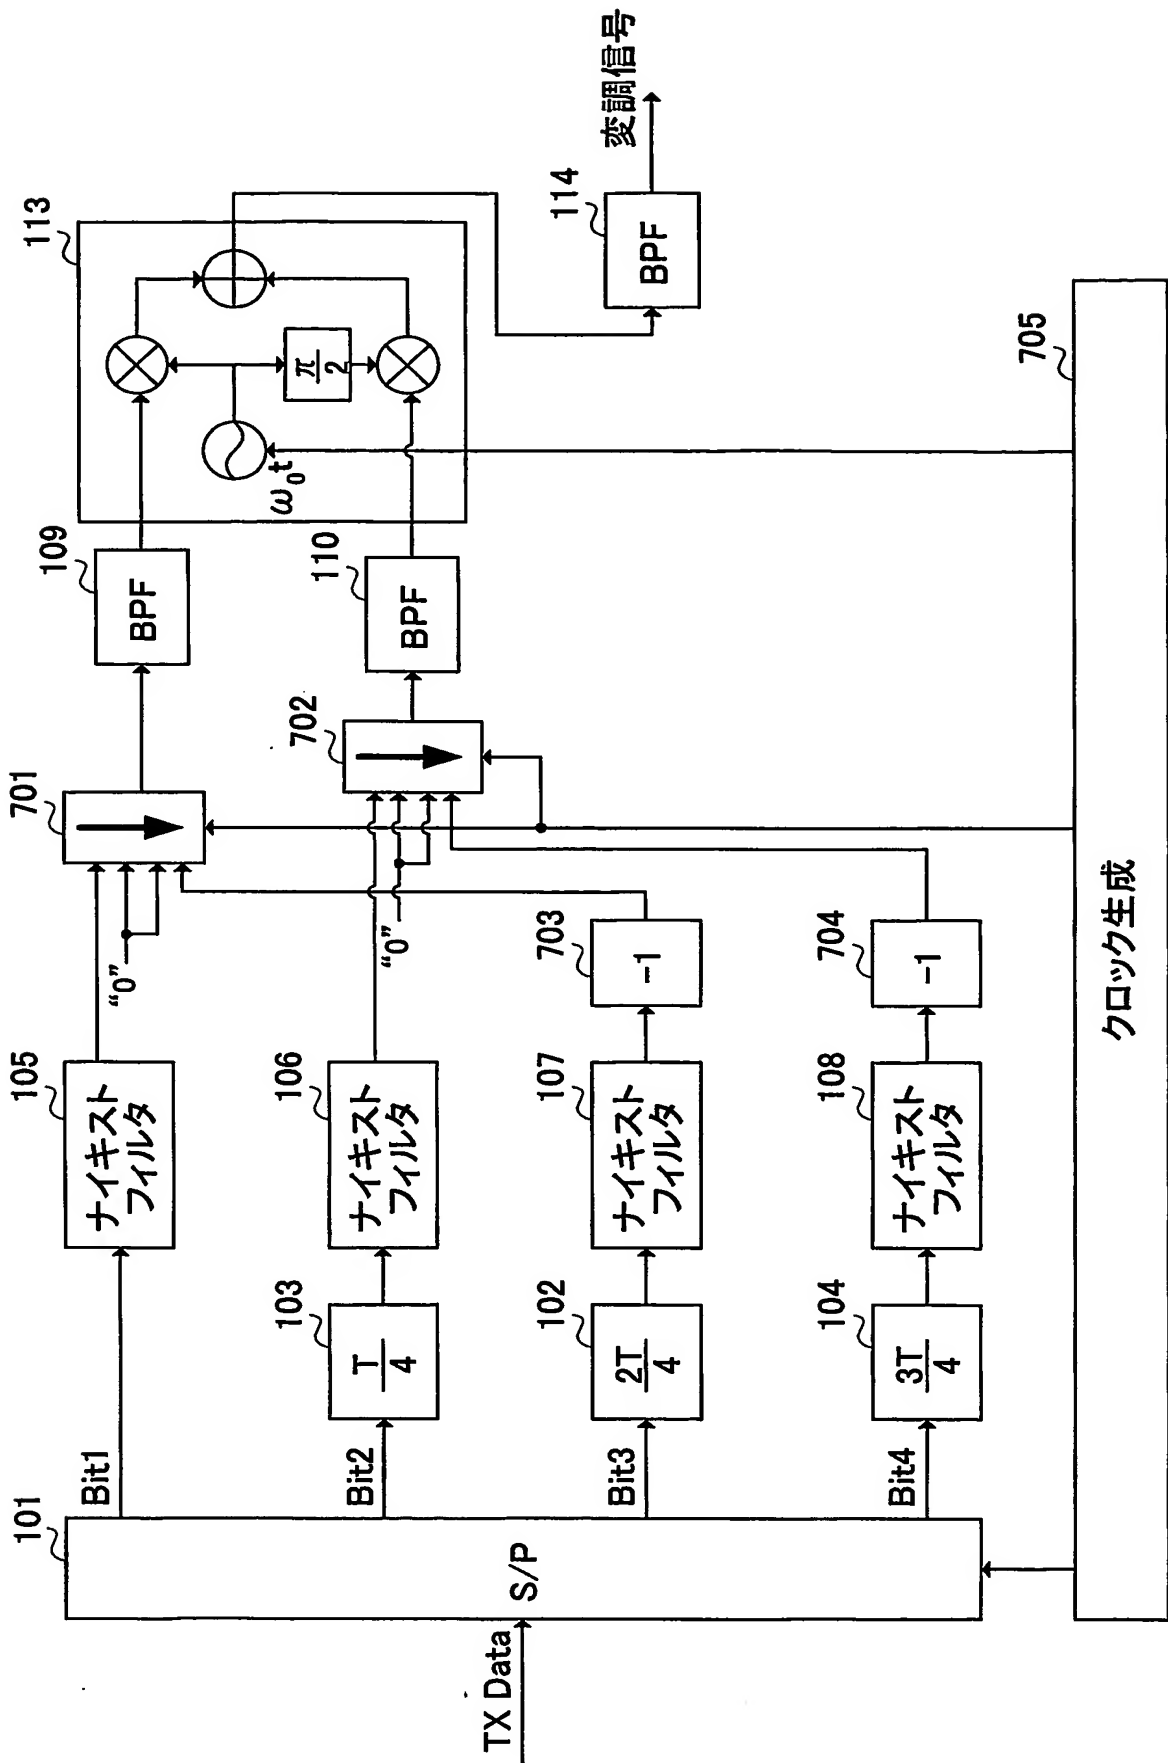 TX Data
101
S/P
Bit1
Bit2
Bit3
Bit4
103
T/4
102
2T/4
104
3T/4
105
ナイキスト
フィルタ
106
ナイキスト
フィルタ
107
ナイキスト
フィルタ
108
ナイキスト
フィルタ
“0”
“0”
703
-1
704
-1
701
702
109
BPF
110
BPF
113
ω₀t
π/2
114
BPF
変調信号
705
クロック生成